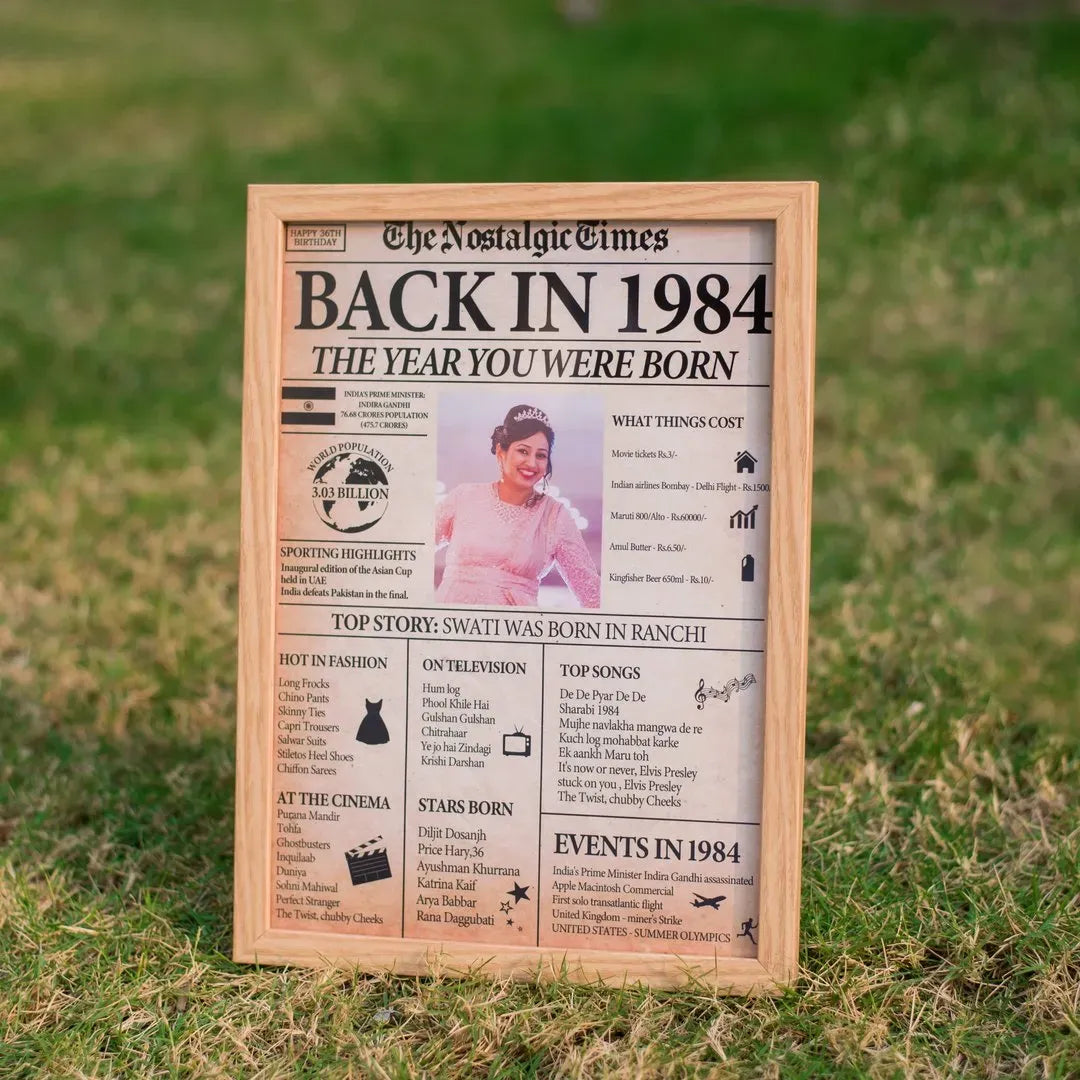 HAPPY 36TH
BIRTHDAY
The Nostalgic Times
BACK IN 1984
THE YEAR YOU WERE BORN
INDIA'S PRIME MINISTER:
INDIRA GANDHI
76.68 CRORES POPULATION
(475.7 CRORES)
WORLD POPULATION
3.03 BILLION
SPORTING HIGHLIGHTS
Inaugural edition of the Asian Cup
held in UAE
India defeats Pakistan in the final.
WHAT THINGS COST
Movie tickets Rs.3/-
Indian airlines Bombay - Delhi Flight - Rs.1500
Maruti 800/Alto - Rs.60000/-
Amul Butter - Rs.6.50/-
Kingfisher Beer 650ml - Rs.10/-
TOP STORY: SWATI WAS BORN IN RANCHI
HOT IN FASHION
Long Frocks
Chino Pants
Skinny Ties
Capri Trousers
Salwar Suits
Stiletos Heel Shoes
Chiffon Sarees
AT THE CINEMA
Purana Mandir
Tohfa
Ghostbusters
Inquilaab
Duniya
Sohni Mahiwal
Perfect Stranger
The Twist, chubby Cheeks
ON TELEVISION
Hum log
Phool Khile Hai
Gulshan Gulshan
Chitrahaar
Ye jo hai Zindagi
Krishi Darshan
STARS BORN
Diljit Dosanjh
Price Hary,36
Ayushman Khurrana
Katrina Kaif
Arya Babbar
Rana Daggubati
TOP SONGS
De De Pyar De De
Sharabi 1984
Mujhe navlakha mangwa de re
Kuch log mohabbat karke
Ek aankh Maru toh
It's now or never, Elvis Presley
stuck on you , Elvis Presley
The Twist, chubby Cheeks
EVENTS IN 1984
India's Prime Minister Indira Gandhi assassinated
Apple Macintosh Commercial
First solo transatlantic flight
United Kingdom - miner's Strike
UNITED STATES - SUMMER OLYMPICS